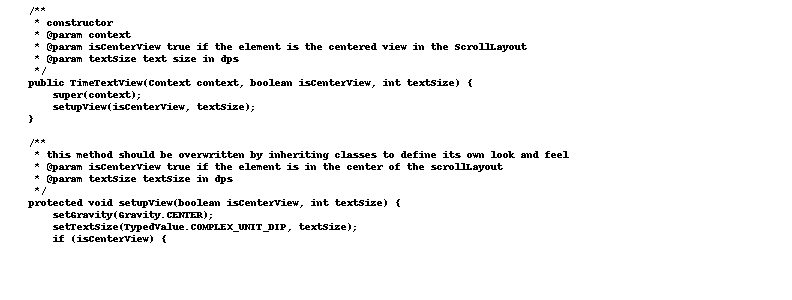 /**
 * constructor
 * @param context
 * @param isCenterView true if the element is the centered view in the ScrollLayout
 * @param textSize text size in dps
 */
public TimeTextView(Context context, boolean isCenterView, int textSize) {
    super(context);
    setupView(isCenterView, textSize);
}

/**
 * this method should be overwritten by inheriting classes to define its own look and feel
 * @param isCenterView true if the element is in the center of the scrollLayout
 * @param textSize textSize in dps
 */
protected void setupView(boolean isCenterView, int textSize) {
    setGravity(Gravity.CENTER);
    setTextSize(TypedValue.COMPLEX_UNIT_DIP, textSize);
    if (isCenterView) {